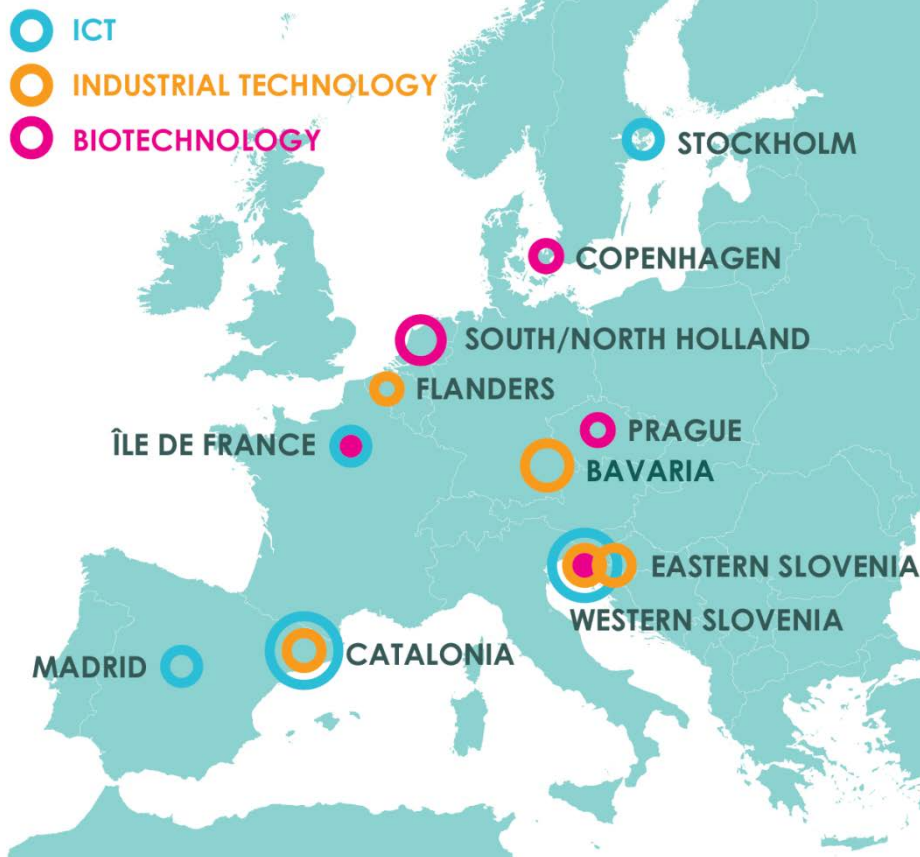 ICT
INDUSTRIAL TECHNOLOGY
BIOTECHNOLOGY
STOCKHOLM
COPENHAGEN
SOUTH/NORTH HOLLAND
FLANDERS
ÎLE DE FRANCE
PRAGUE
BAVARIA
EASTERN SLOVENIA
WESTERN SLOVENIA
CATALONIA
MADRID